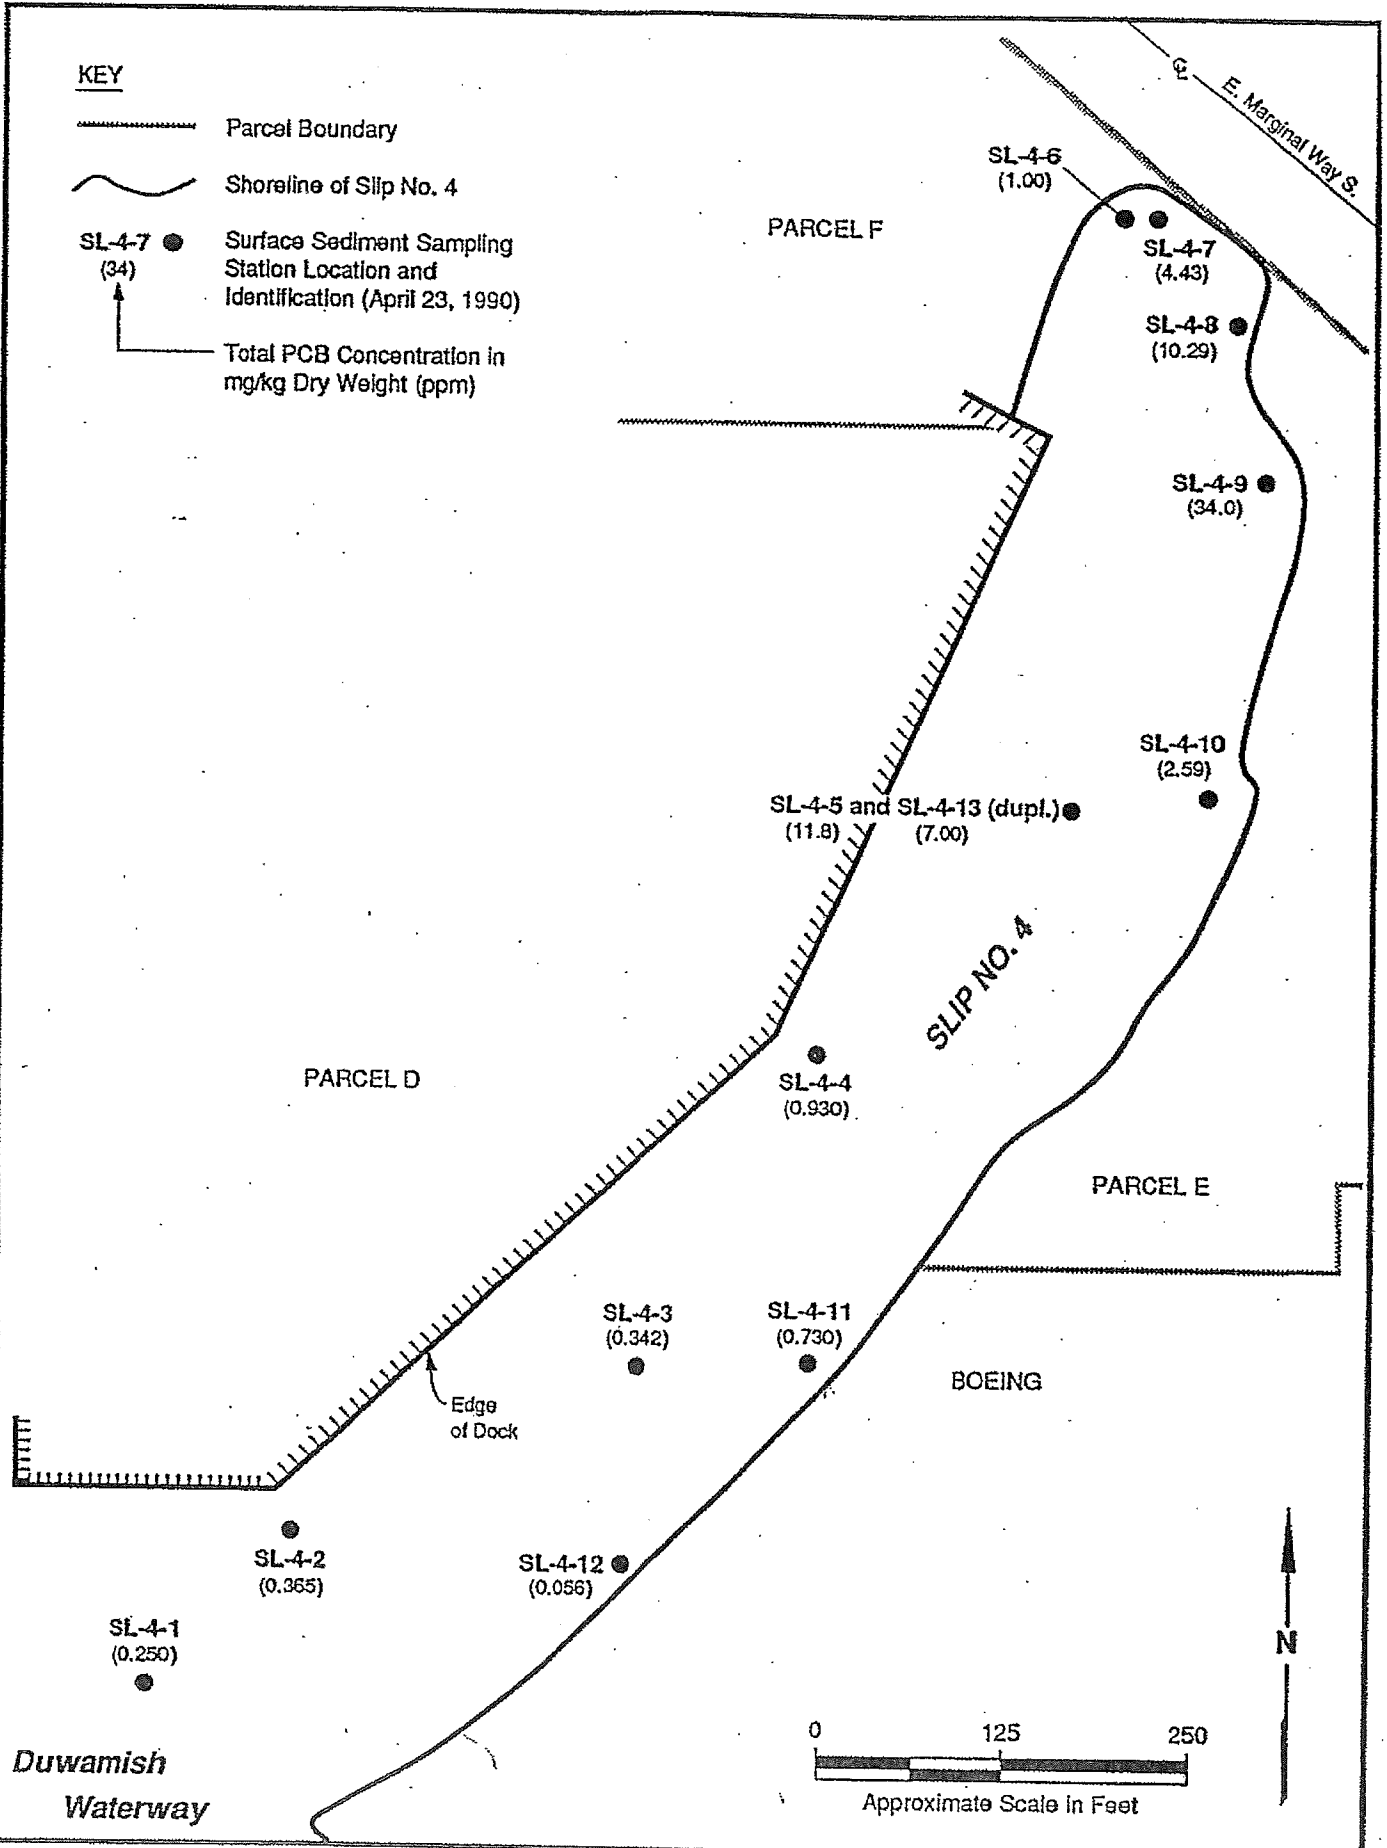 KEY
Parcel Boundary
Shoreline of Slip No. 4
SL-4-7
(34)
Surface Sediment Sampling
Station Location and
Identification (April 23, 1990)
Total PCB Concentration in
mg/kg Dry Weight (ppm)
℄
E. Marginal Way S.
SL-4-6
(1.00)
PARCEL F
SL-4-7
(4.43)
SL-4-8
(10.29)
SL-4-9
(34.0)
SL-4-10
(2.59)
SL-4-5 and SL-4-13 (dupl.)
(11.8) (7.00)
SLIP NO. 4
PARCEL D
SL-4-4
(0.930)
PARCEL E
SL-4-3
(0.342)
SL-4-11
(0.730)
BOEING
Edge
of Dock
SL-4-2
(0.365)
SL-4-12
(0.056)
SL-4-1
(0.250)
N
0 125 250
Approximate Scale in Feet
Duwamish
Waterway